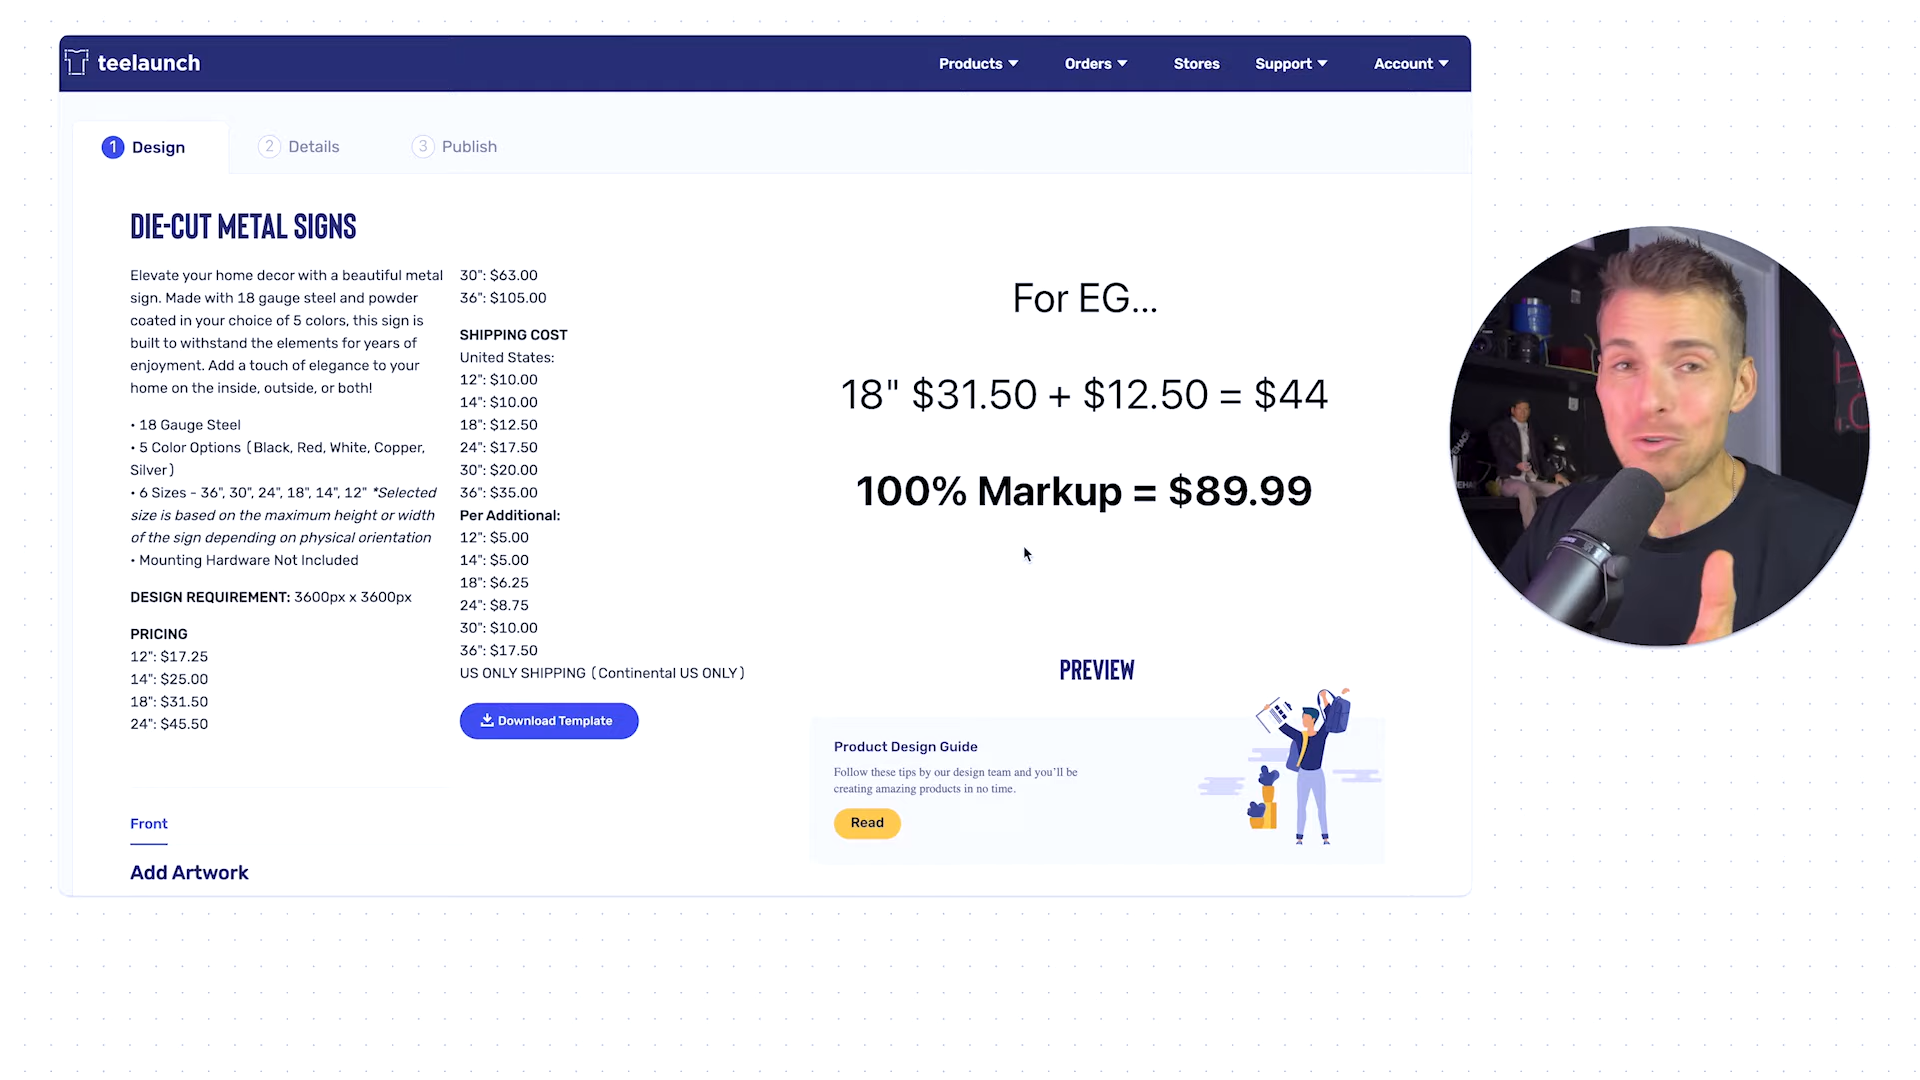 teelaunch
Products
Orders
Stores
Support
Account
1 Design
2 Details
3 Publish
DIE-CUT METAL SIGNS
Elevate your home decor with a beautiful metal
sign. Made with 18 gauge steel and powder
coated in your choice of 5 colors, this sign is
built to withstand the elements for years of
enjoyment. Add a touch of elegance to your
home on the inside, outside, or both!
• 18 Gauge Steel
• 5 Color Options (Black, Red, White, Copper,
Silver)
• 6 Sizes - 36", 30", 24", 18", 14", 12" *Selected
size is based on the maximum height or width
of the sign depending on physical orientation
• Mounting Hardware Not Included
DESIGN REQUIREMENT: 3600px x 3600px
PRICING
12": $17.25
14": $25.00
18": $31.50
24": $45.50
30": $63.00
36": $105.00
SHIPPING COST
United States:
12": $10.00
14": $10.00
18": $12.50
24": $17.50
30": $20.00
36": $35.00
Per Additional:
12": $5.00
14": $5.00
18": $6.25
24": $8.75
30": $10.00
36": $17.50
US ONLY SHIPPING (Continental US ONLY)
Download Template
For EG...
18" $31.50 + $12.50 = $44
100% Markup = $89.99
PREVIEW
Product Design Guide
Follow these tips by our design team and you'll be
creating amazing products in no time.
Read
Front
Add Artwork